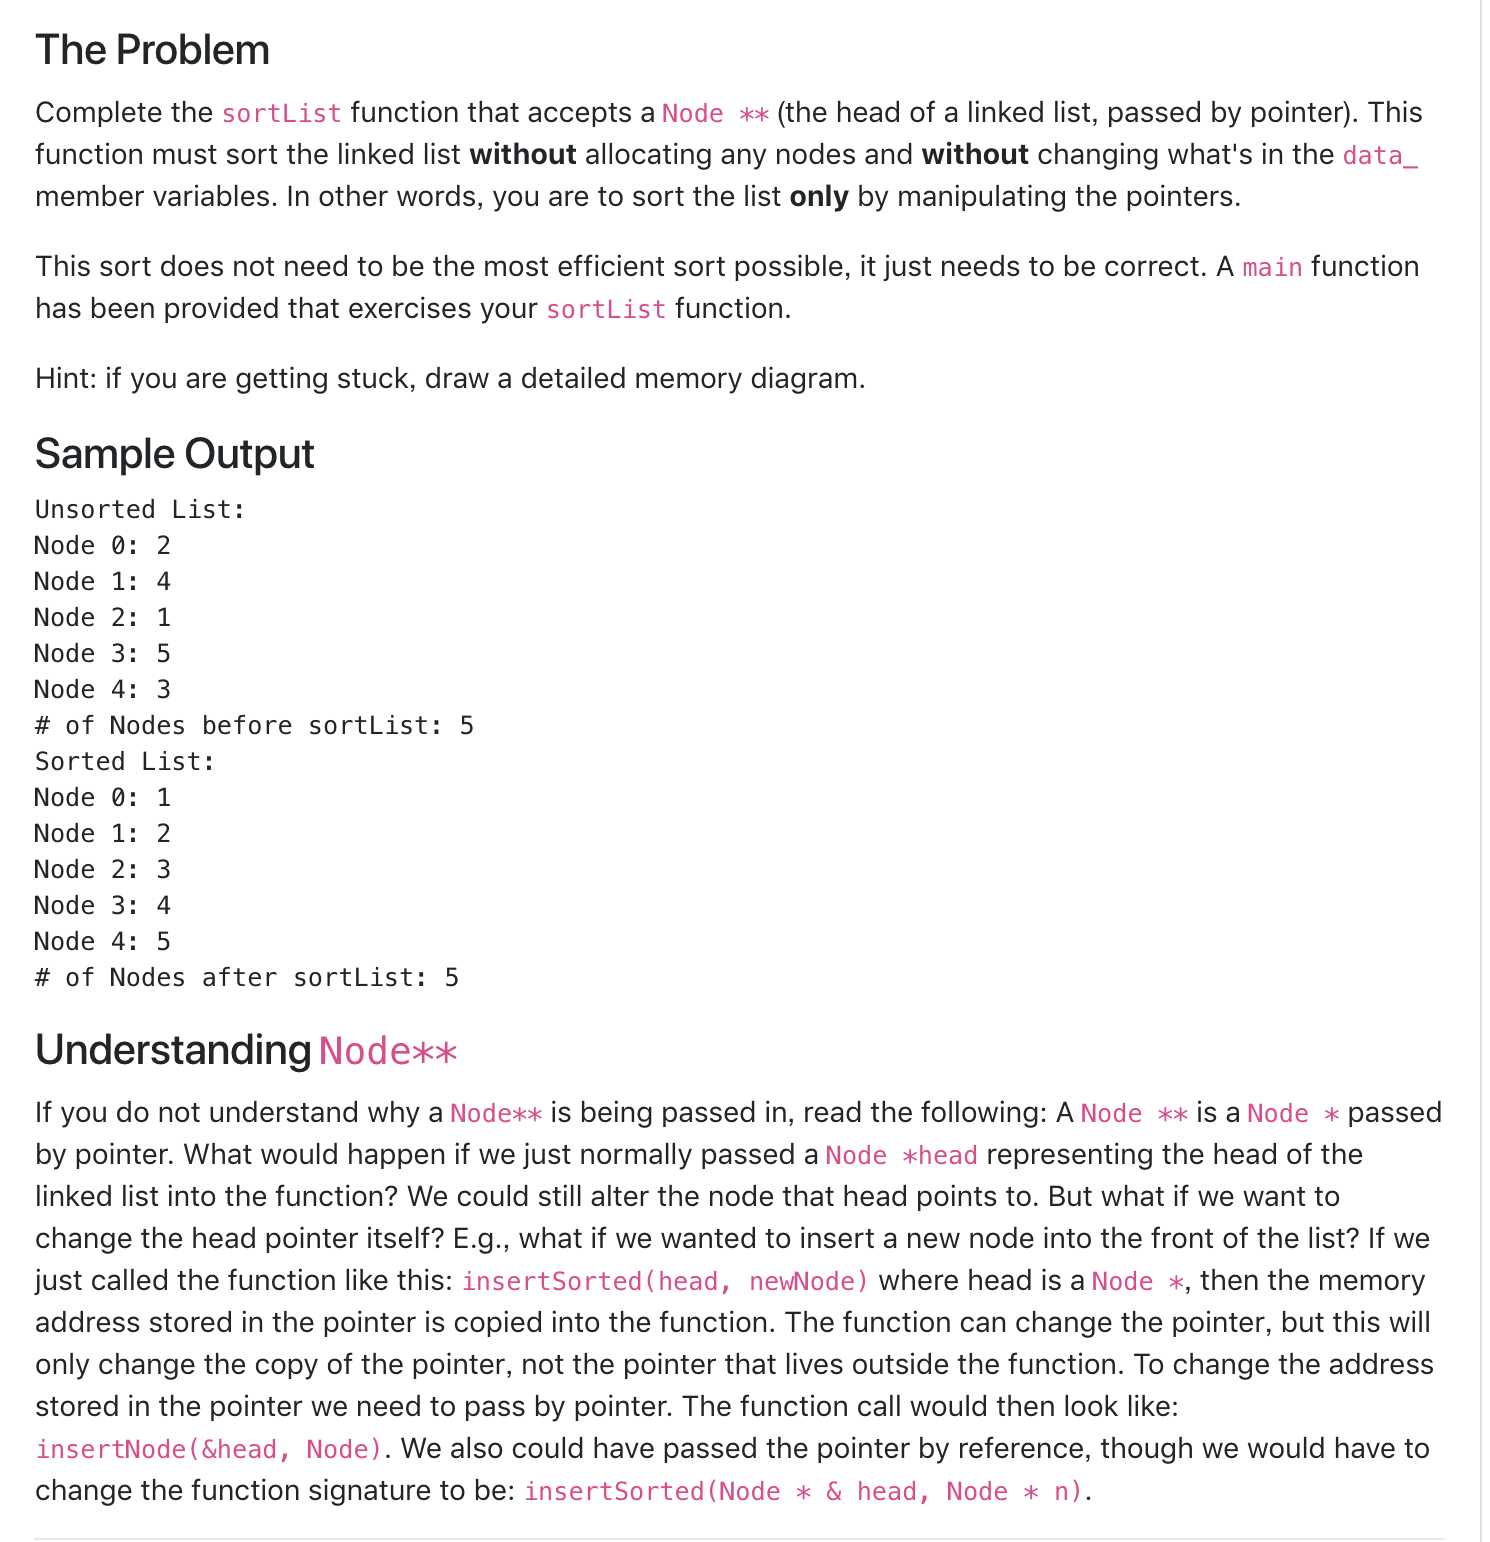 The Problem
Complete the sortList function that accepts a Node ** (the head of a linked list, passed by pointer). This
function must sort the linked list without allocating any nodes and without changing what's in the data_
member variables. In other words, you are to sort the list only by manipulating the pointers.
This sort does not need to be the most efficient sort possible, it just needs to be correct. A main function
has been provided that exercises your sortList function.
Hint: if you are getting stuck, draw a detailed memory diagram.
Sample Output
Unsorted List:
Node 0: 2
Node 1: 4
Node 2: 1
Node 3: 5
Node 4: 3
# of Nodes before sortList: 5
Sorted List:
Node 0: 1
Node 1: 2
Node 2: 3
Node 3: 4
Node 4: 5
# of Nodes after sortList: 5
Understanding Node**
If you do not understand why a Node** is being passed in, read the following: A Node ** is a Node * passed
by pointer. What would happen if we just normally passed a Node *head representing the head of the
linked list into the function? We could still alter the node that head points to. But what if we want to
change the head pointer itself? E.g., what if we wanted to insert a new node into the front of the list? If we
just called the function like this: insertSorted(head, newNode) where head is a Node *, then the memory
address stored in the pointer is copied into the function. The function can change the pointer, but this will
only change the copy of the pointer, not the pointer that lives outside the function. To change the address
stored in the pointer we need to pass by pointer. The function call would then look like:
insertNode(&head, Node). We also could have passed the pointer by reference, though we would have to
change the function signature to be: insertSorted(Node * & head, Node * n).